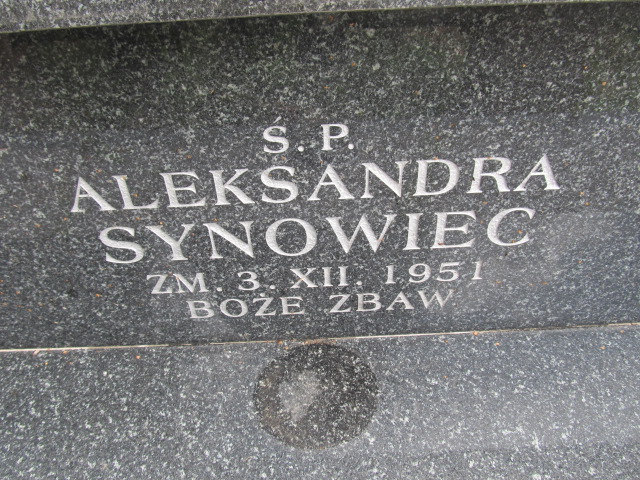 Ś. P.
ALEKSANDRA
SYNOWIEC
ZM. 3. XII. 1951
BOŻE ZBAW